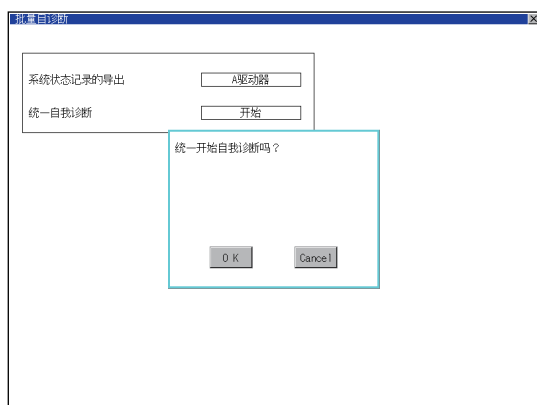 批量自诊断
系统状态记录的导出 A驱动器
统一自我诊断 开始
统一开始自我诊断吗？
OK Cancel